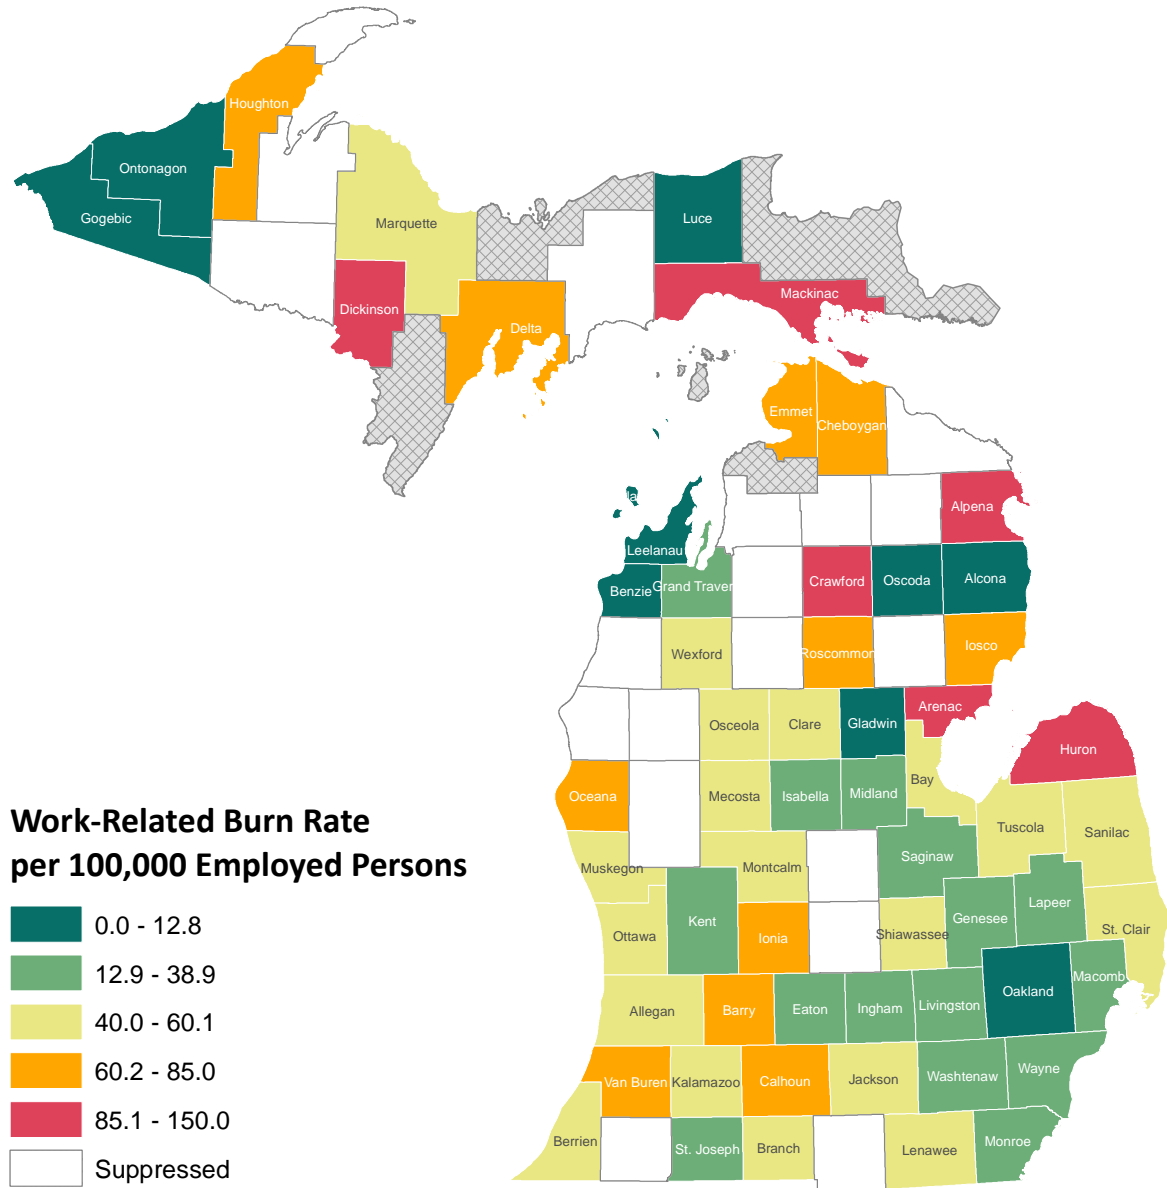 Houghton
Ontonagon
Gogebic
Marquette
Luce
Dickinson
Mackinac
Delta
Emmet
Cheboygan
Alpena
Leelanau
Benzie
Grand Traver
Crawford
Oscoda
Alcona
Wexford
Roscommon
Iosco
Osceola
Clare
Gladwin
Arenac
Huron
Oceana
Mecosta
Isabella
Midland
Bay
Tuscola
Sanilac
Work-Related Burn Rate
per 100,000 Employed Persons
Muskegon
Montcalm
Saginaw
Kent
Ottawa
Ionia
Shiawassee
Genesee
Lapeer
St. Clair
Allegan
Barry
Eaton
Ingham
Livingston
Oakland
Macomb
Van Buren
Kalamazoo
Calhoun
Jackson
Washtenaw
Wayne
Berrien
St. Joseph
Branch
Lenawee
Monroe
0.0 - 12.8
12.9 - 38.9
40.0 - 60.1
60.2 - 85.0
85.1 - 150.0
Suppressed